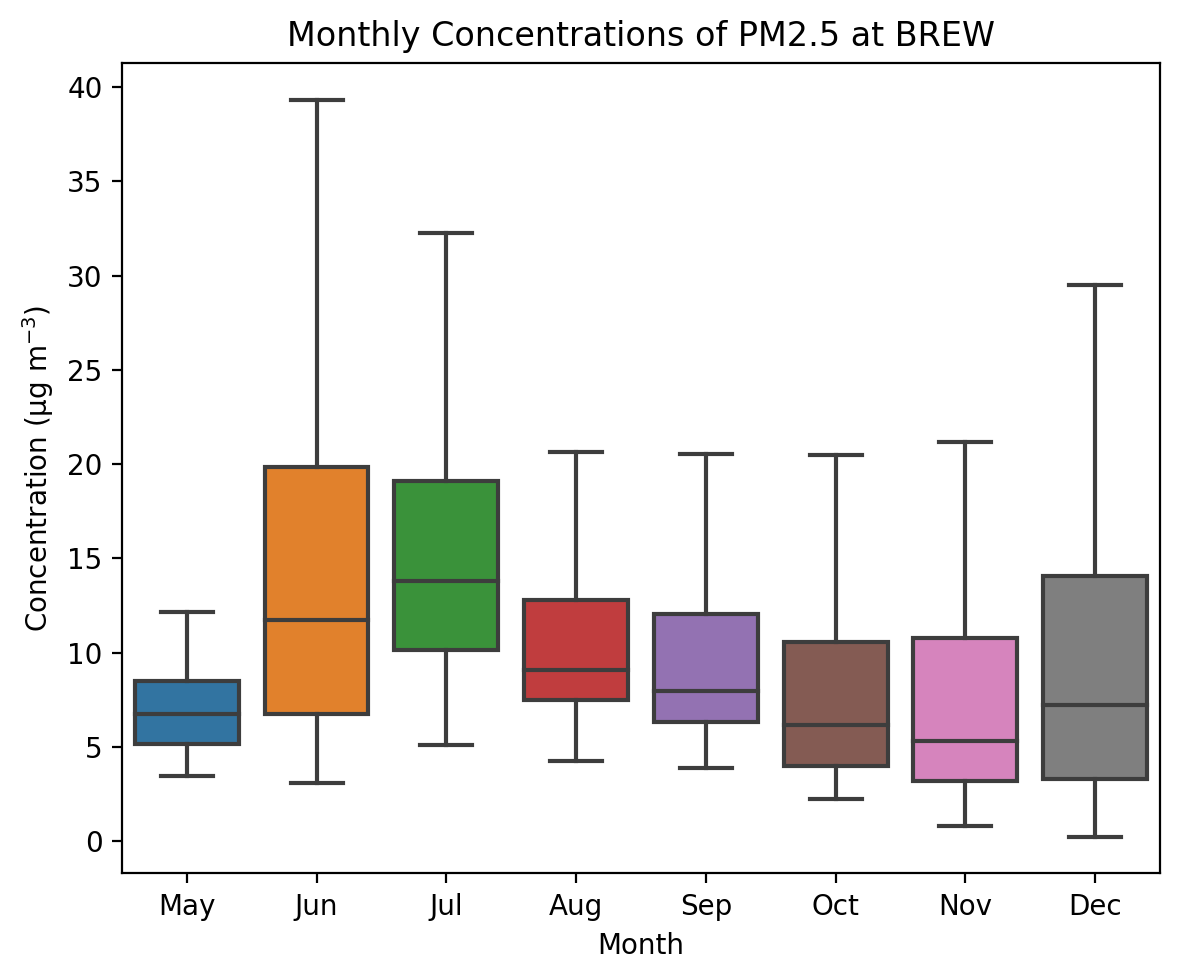 Monthly Concentrations of PM2.5 at BREW
Concentration (µg m⁻³)
40
35
30
25
20
15
10
5
0
May Jun Jul Aug Sep Oct Nov Dec
Month